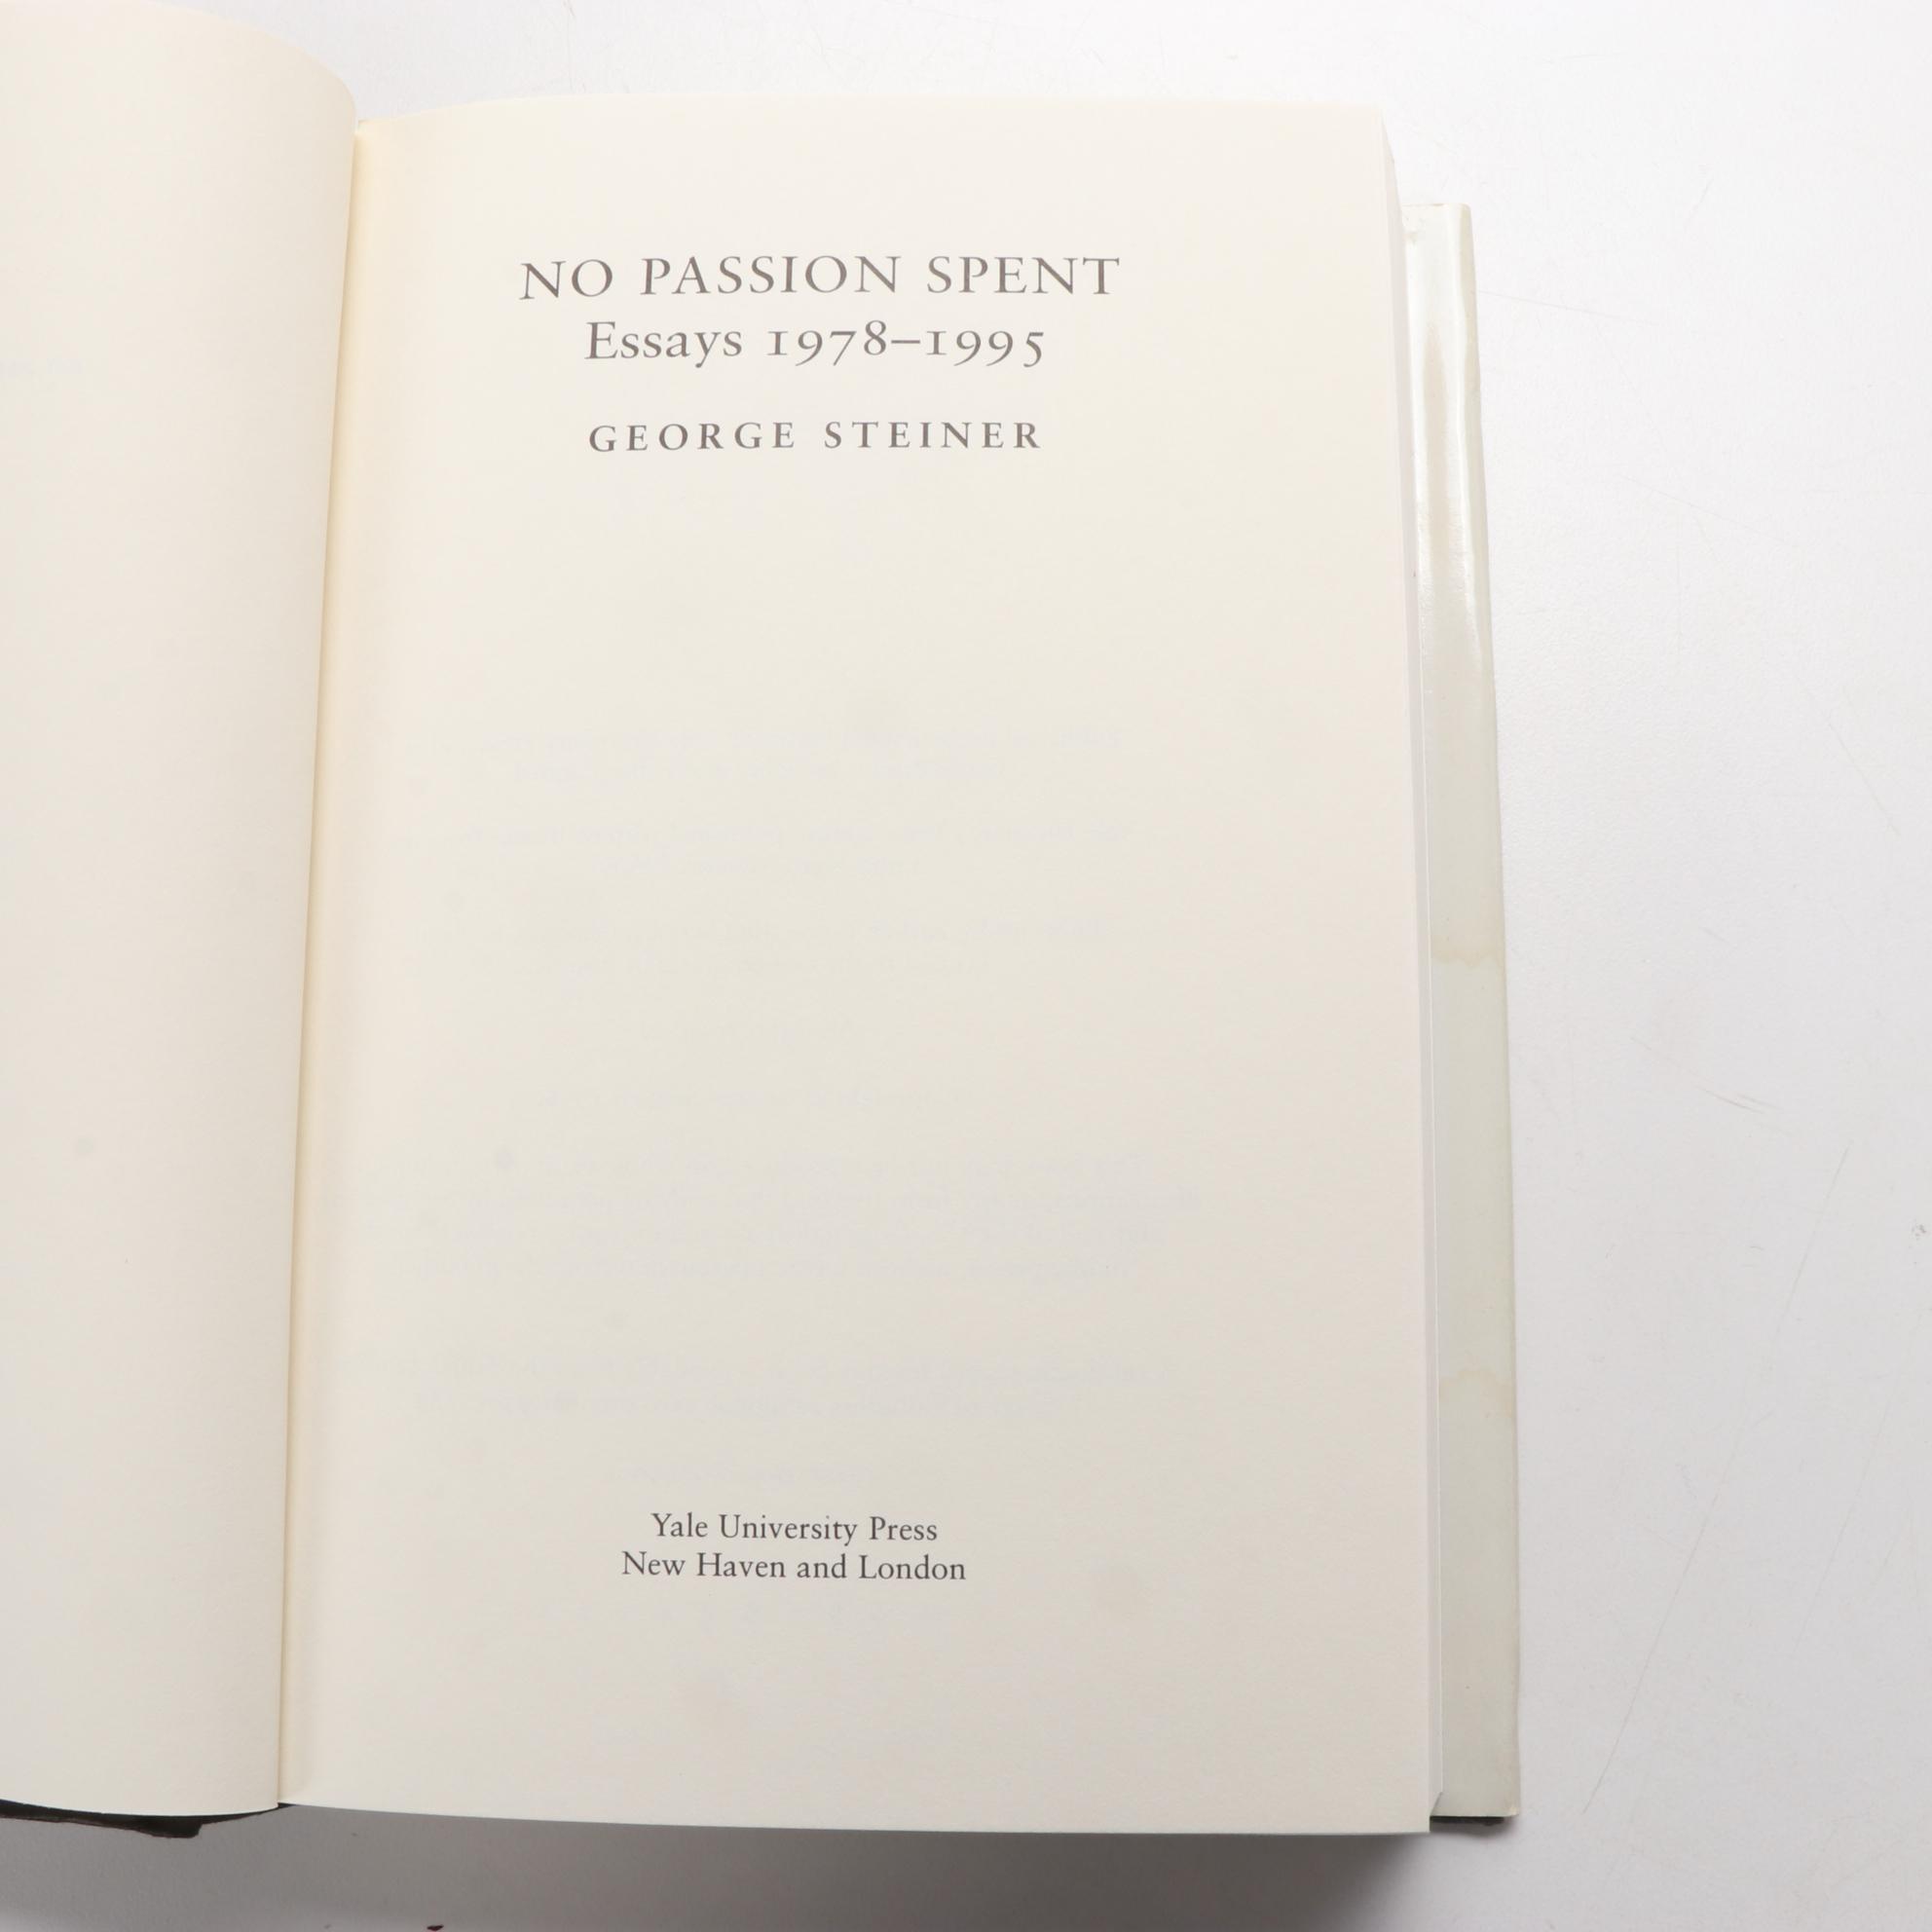 NO PASSION SPENT
Essays 1978–1995
GEORGE STEINER
Yale University Press
New Haven and London